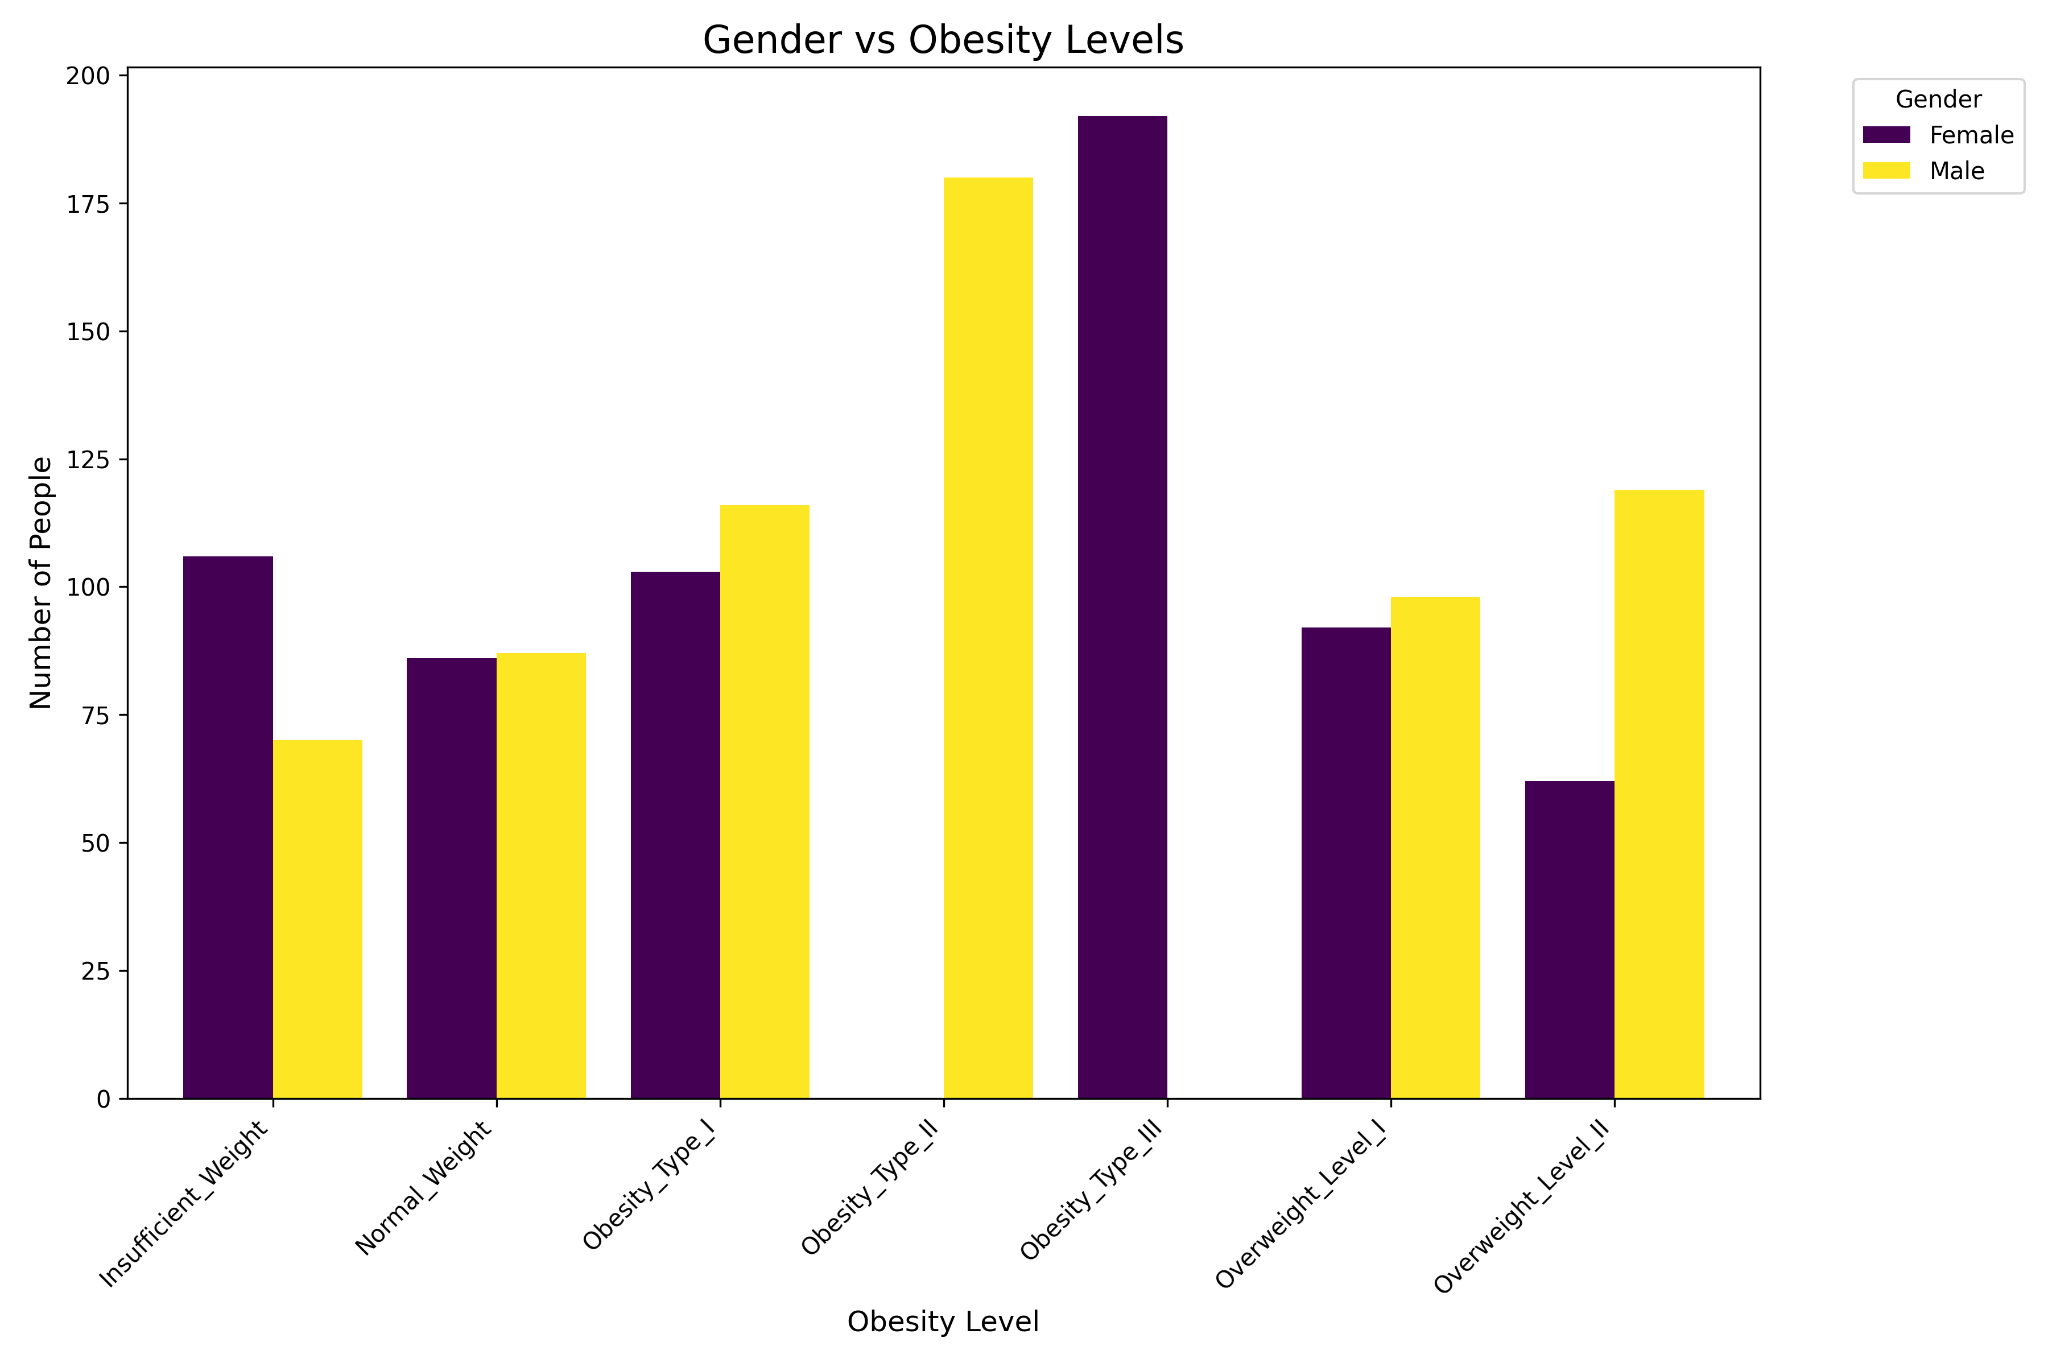 Gender vs Obesity Levels
Gender
Female
Male
Number of People
200
175
150
125
100
75
50
25
0
Insufficient_Weight
Normal_Weight
Obesity_Type_I
Obesity_Type_II
Obesity_Type_III
Overweight_Level_I
Overweight_Level_II
Obesity Level